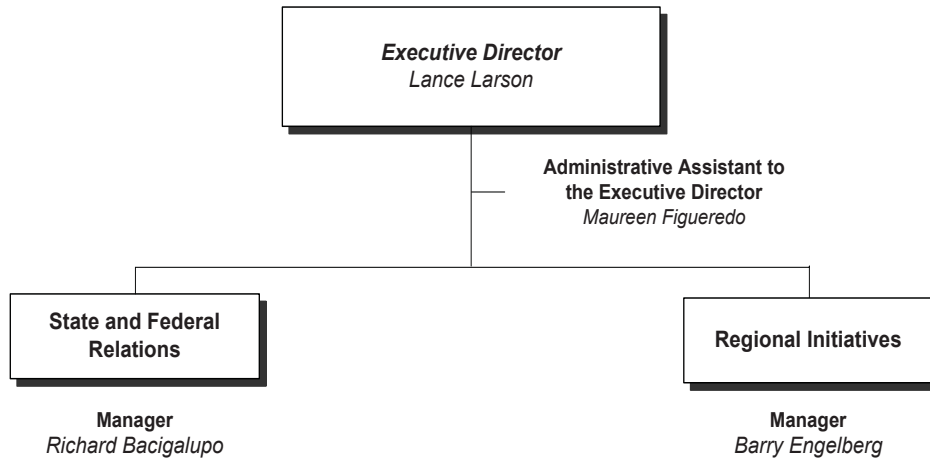 Executive Director
Lance Larson
Administrative Assistant to
the Executive Director
Maureen Figueredo
State and Federal
Relations
Manager
Richard Bacigalupo
Regional Initiatives
Manager
Barry Engelberg